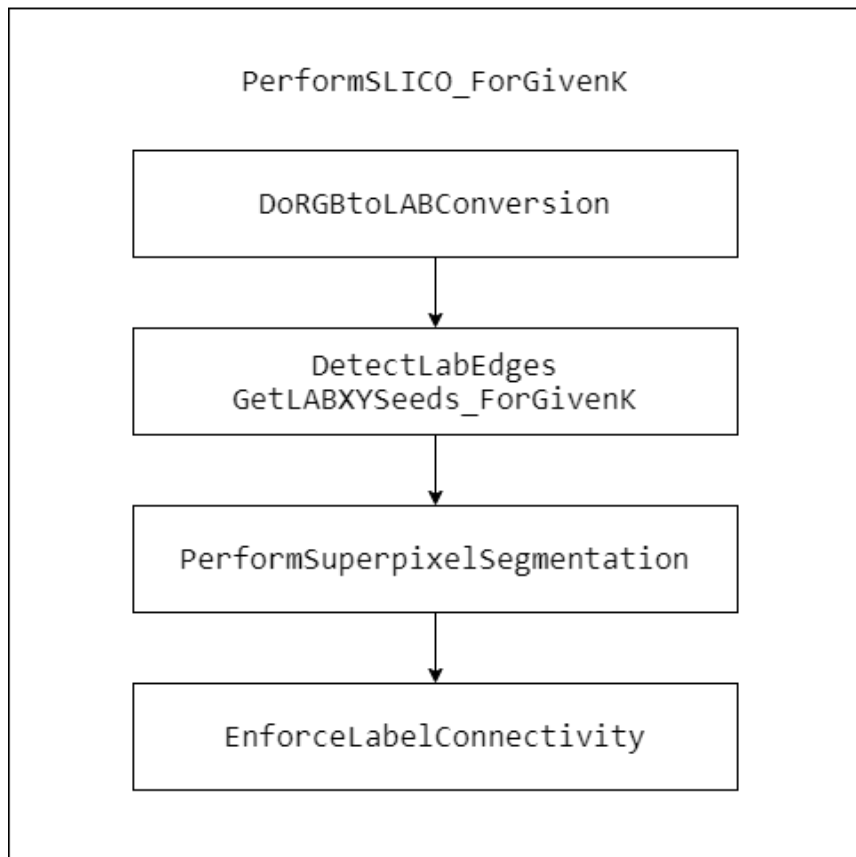 PerformSLICO_ForGivenK
DoRGBtoLABConversion
DetectLabEdges
GetLABXYSeeds_ForGivenK
PerformSuperpixelSegmentation
EnforceLabelConnectivity